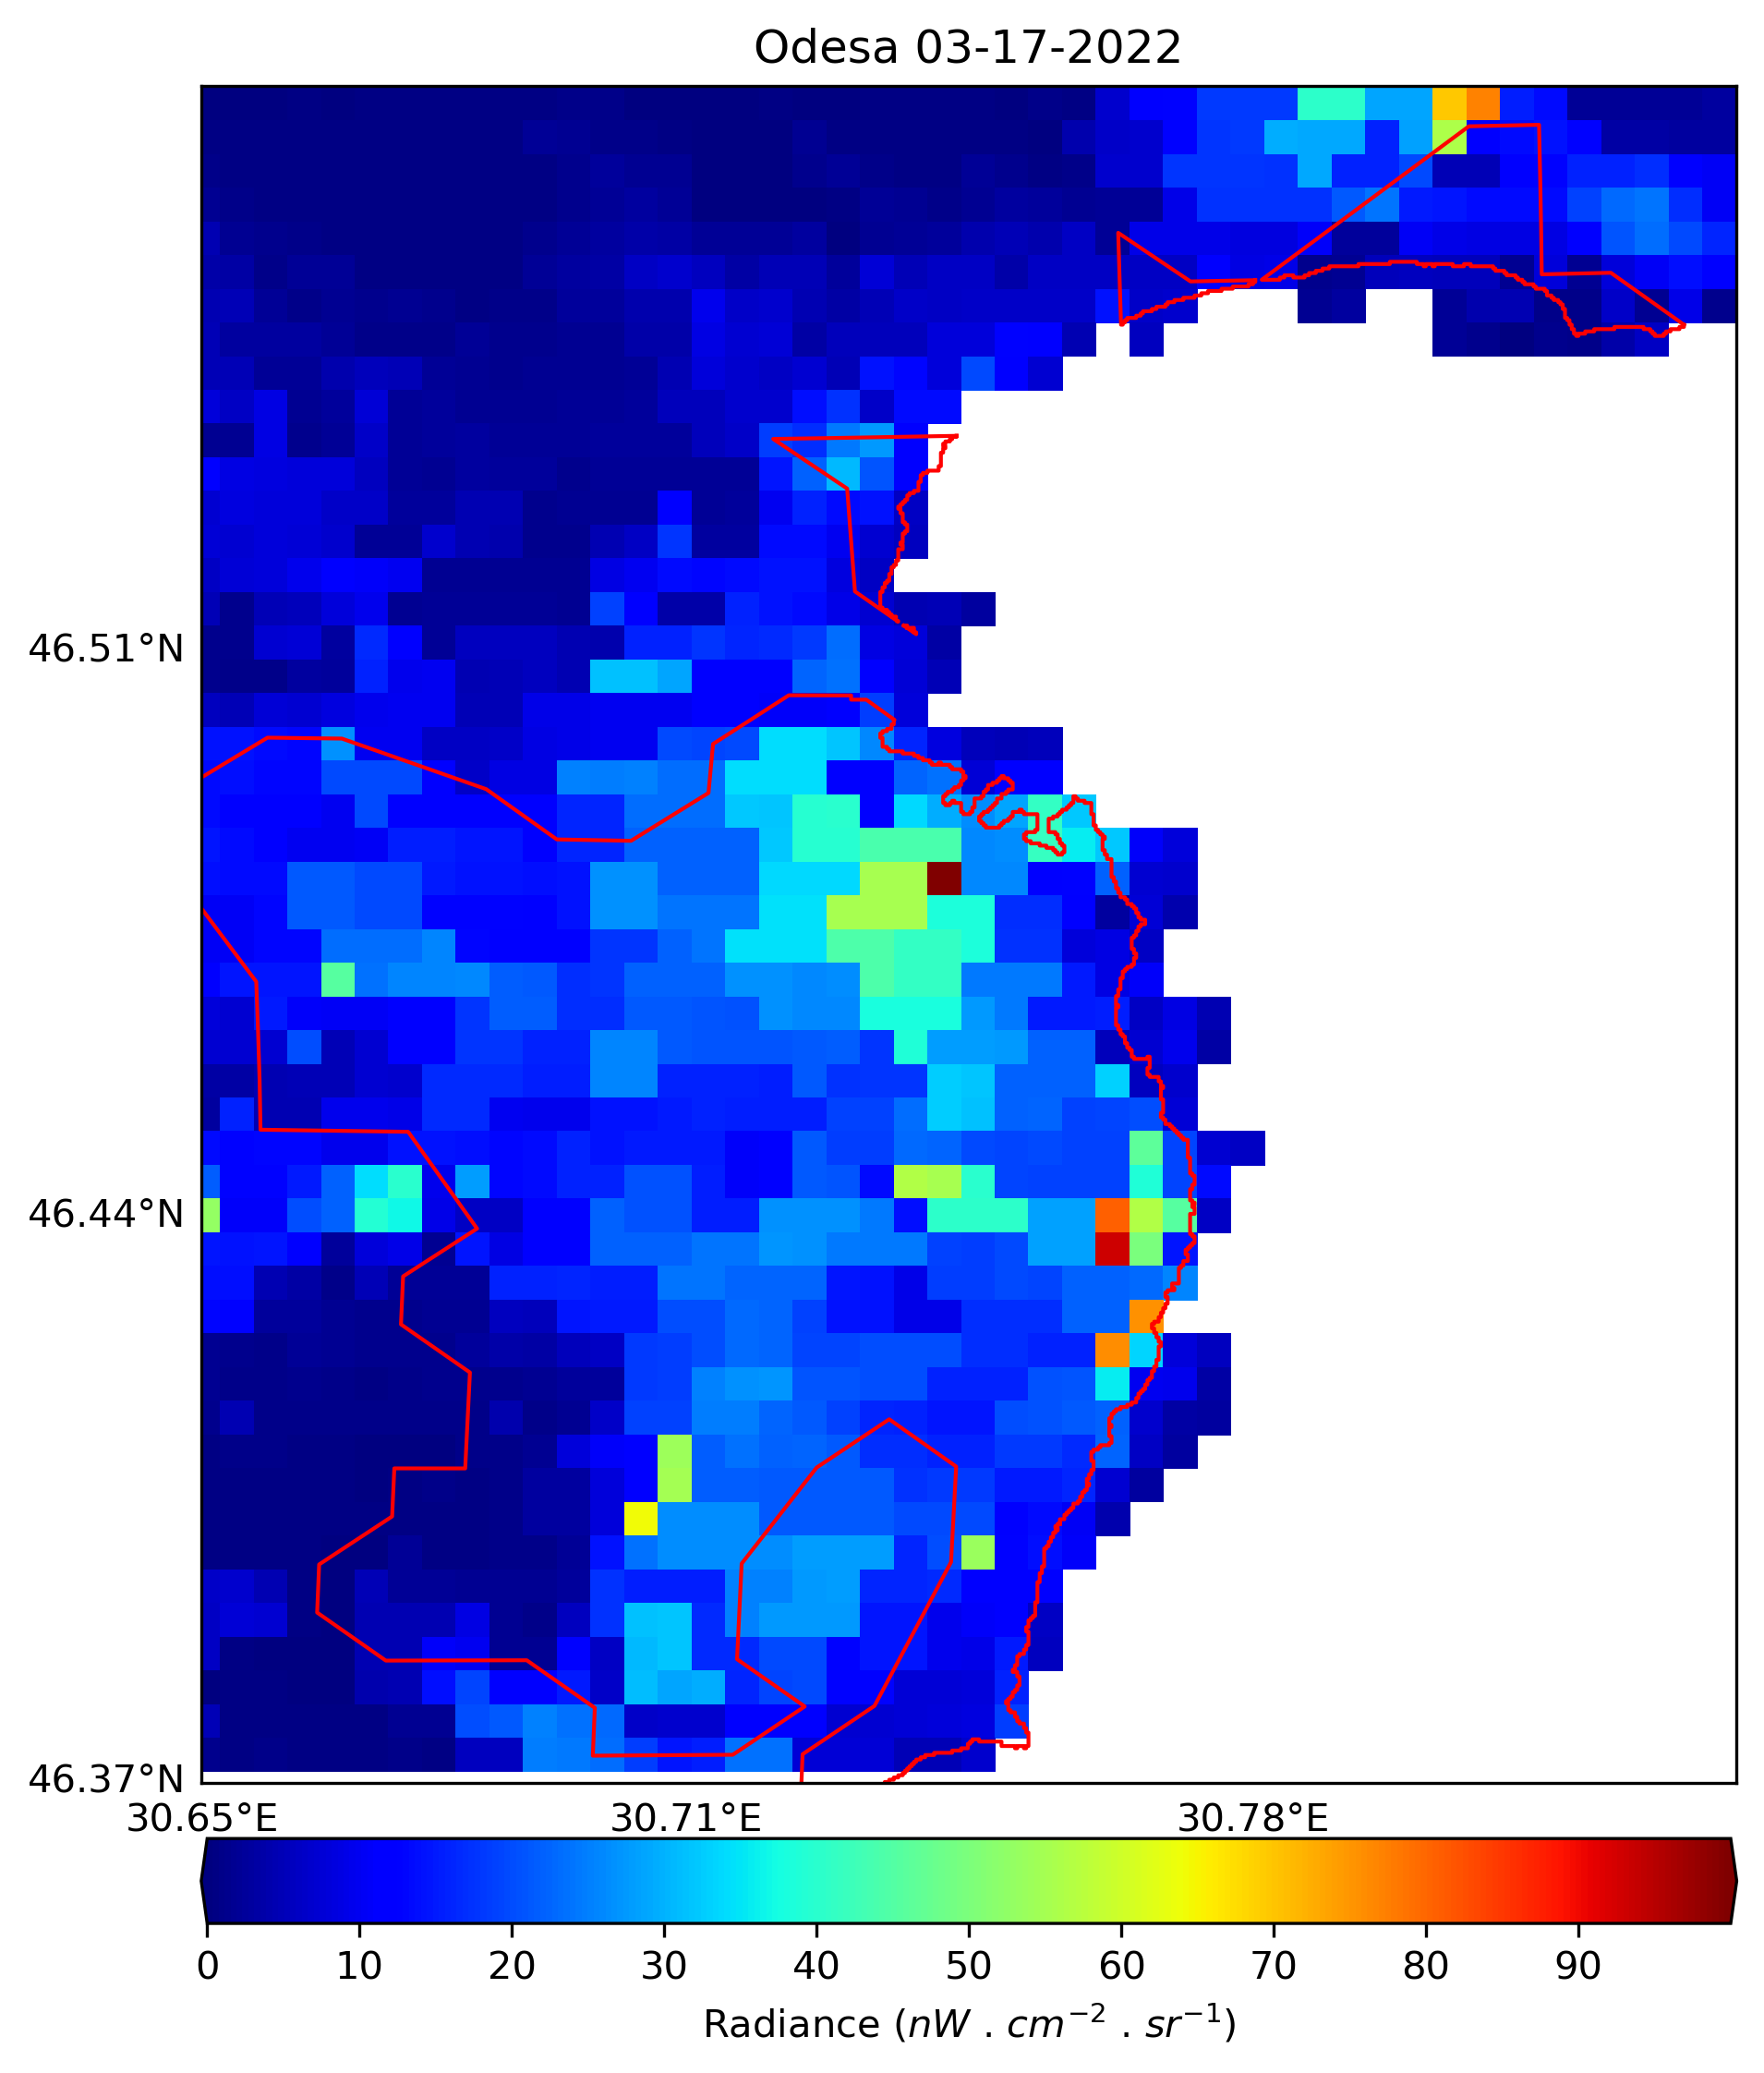 Odesa 03-17-2022
46.51°N
46.44°N
46.37°N
30.65°E 30.71°E 30.78°E
0 10 20 30 40 50 60 70 80 90
Radiance (nW . cm⁻² . sr⁻¹)